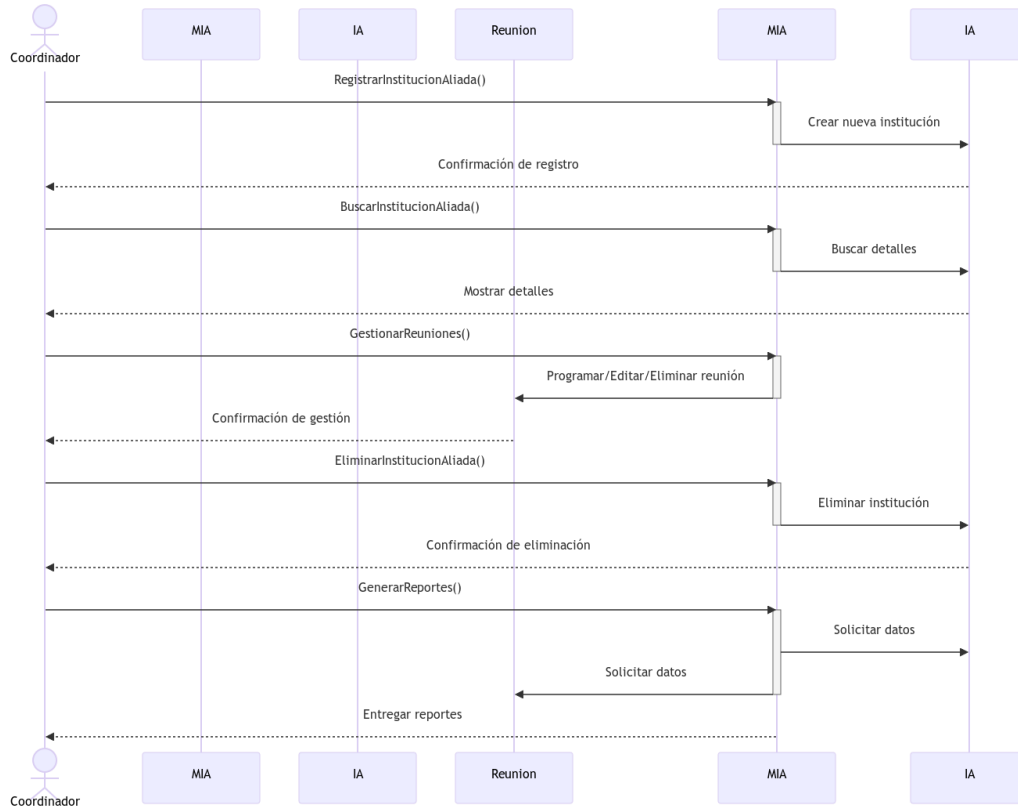 MIA
IA
Reunion
MIA
IA
Coordinador
RegistrarInstitucionAliada()
Crear nueva institución
Confirmación de registro
BuscarInstitucionAliada()
Buscar detalles
Mostrar detalles
GestionarReuniones()
Programar/Editar/Eliminar reunión
Confirmación de gestión
EliminarInstitucionAliada()
Eliminar institución
Confirmación de eliminación
GenerarReportes()
Solicitar datos
Solicitar datos
Entregar reportes
MIA
IA
Reunion
MIA
IA
Coordinador